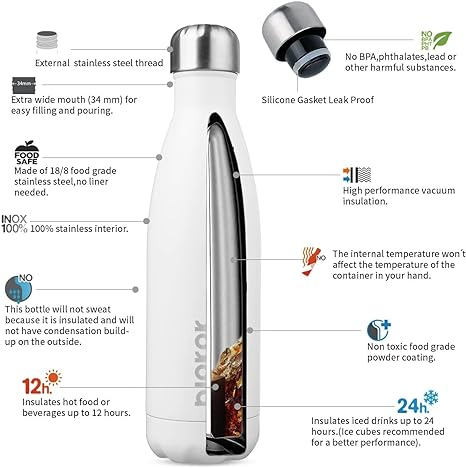 External stainless steel thread
34mm
Extra wide mouth (34 mm) for
easy filling and pouring.
FOOD
SAFE
Made of 18/8 food grade
stainless steel,no liner
needed.
INOX
100% 100% stainless interior.
NO
This bottle will not sweat
because it is insulated and will
not have condensation build-
up on the outside.
12h.
Insulates hot food or
beverages up to 12 hours.
NO
BPA
PHT
PB
No BPA,phthalates,lead or
other harmful substances.
Silicone Gasket Leak Proof
High performance vacuum
insulation.
NO
The internal temperature won´t
affect the temperature of the
container in your hand.
Non toxic food grade
powder coating.
24h.
Insulates iced drinks up to 24
hours.(Ice cubes recommended
for a better performance).